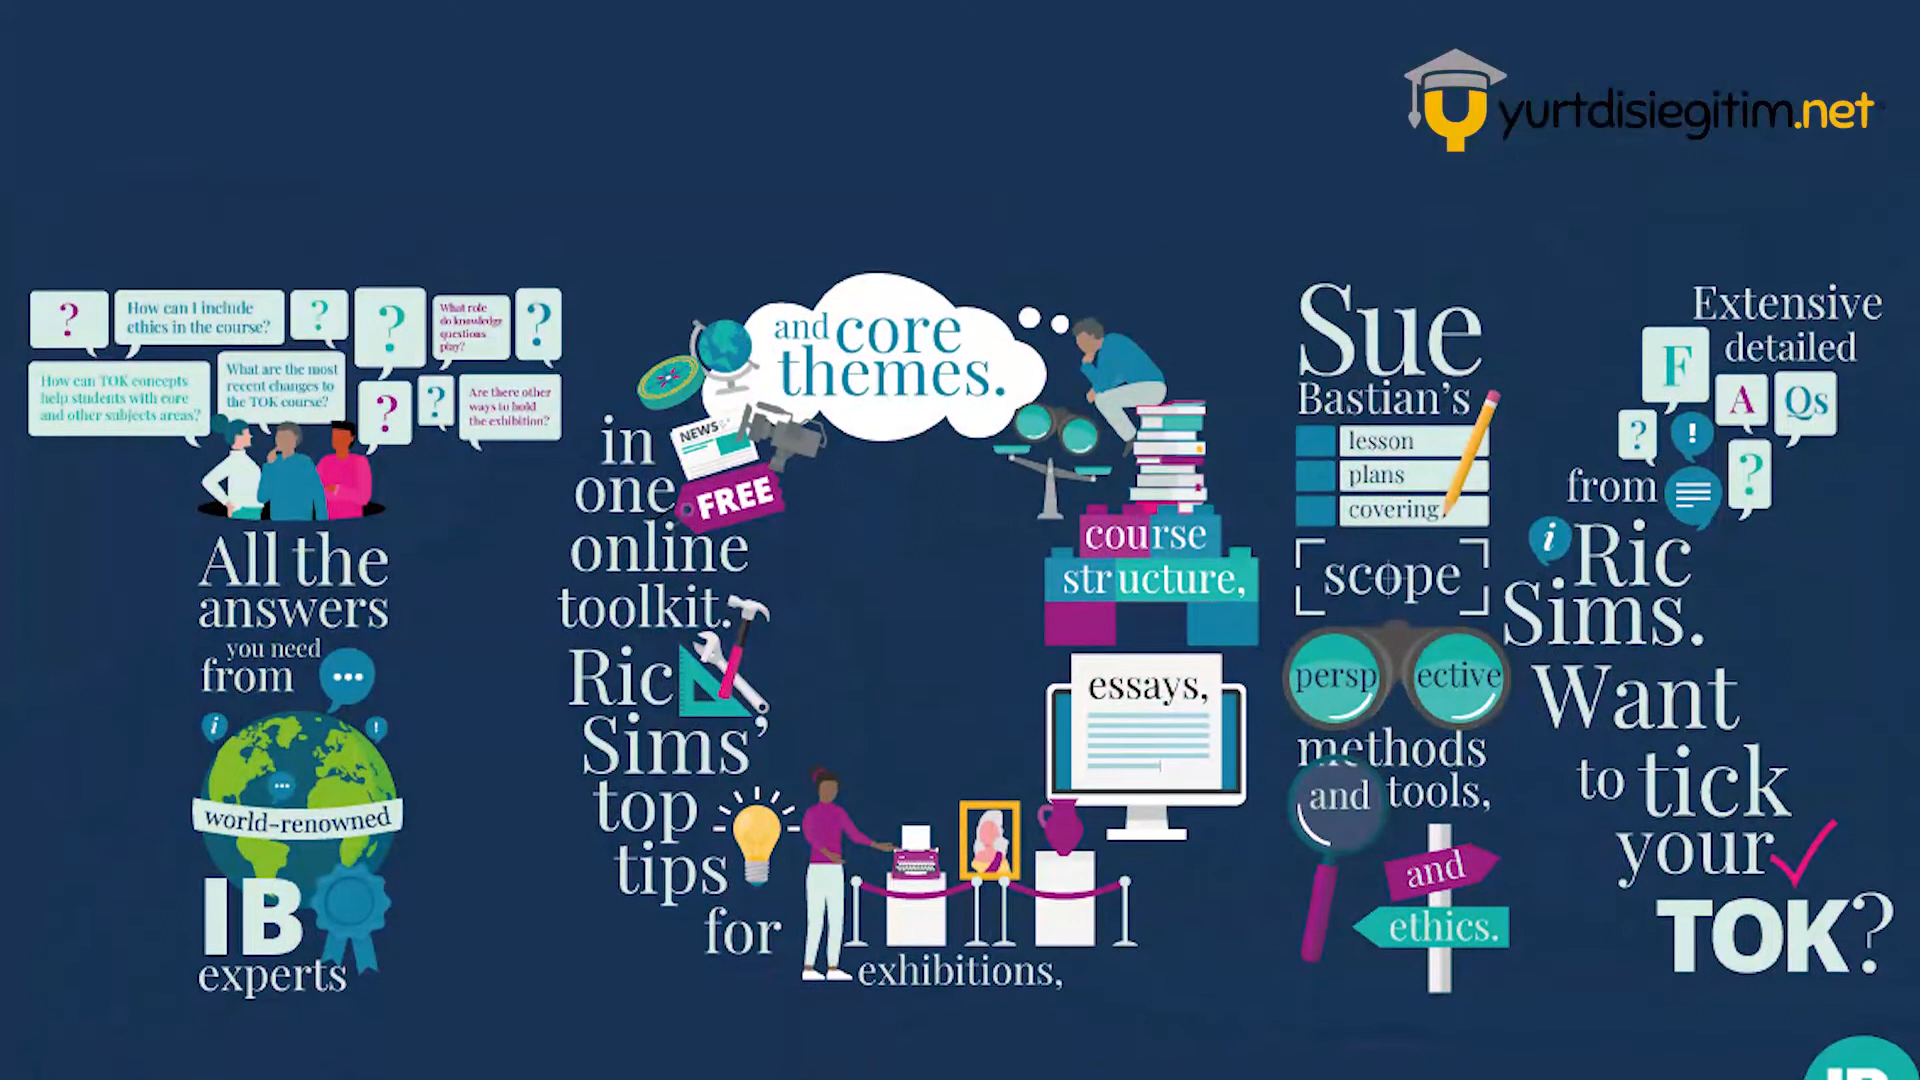 yurtdisiegitim.net
?
How can I include
ethics in the course?
?
?
What role
do knowledge
questions
play?
?
How can TOK concepts
help students with core
and other subjects areas?
What are the most
recent changes to
the TOK course?
?
?
Are there other
ways to hold
the exhibition?
All the
answers
you need
from
i
!
world-renowned
IB
experts
in
one
online
toolkit.
NEWS
FREE
Ric
Sims'
top
tips
for
exhibitions,
essays,
course
structure,
and core
themes.
Sue
Bastian's
lesson
plans
covering
scope
perspective
methods
and tools,
and
ethics.
Extensive
detailed
F
A
Qs
?
!
?
from
i
Ric
Sims.
Want
to tick
your
TOK?